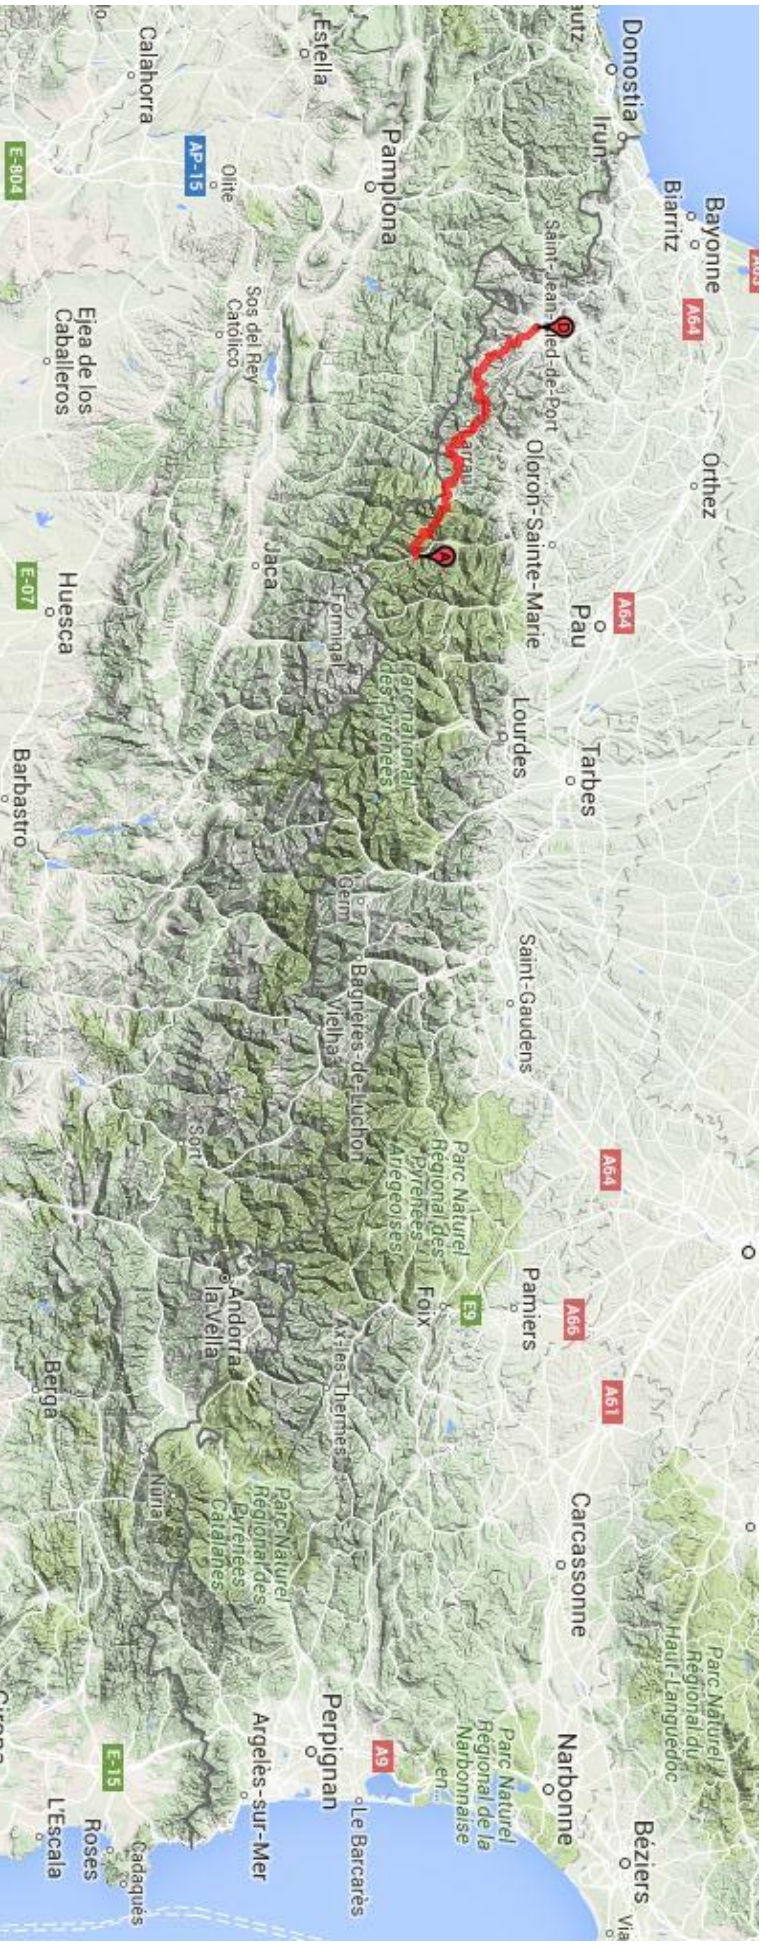 Bayonne
Biarritz
A64
Donostia
Irun
autz
Orthez
A64
Pau
Oloron-Sainte-Marie
Saint-Jean-Pied-de-Port
D
arrau
A
Tarbes
Lourdes
Saint-Gaudens
A64
A66
A61
Pamiers
E9
Foix
Carcassonne
Parc Naturel
Régional du
Haut-Languedoc
Béziers
Via
Narbonne
Parc Naturel
Régional de la
Narbonnaise
en...
A9
Le Barcarès
Perpignan
Argelès-sur-Mer
Parc Naturel
Régional des
Pyrénées
Ariégeoises
Parc national
des Pyrénées
Germ
Bagnères-de-Luchon
Vielha
Ax-les-Thermes
Parc Naturel
Régional des
Pyrénées
Catalanes
Estella
Pamplona
Formigal
Jaca
Sos del Rey
Católico
Olite
AP-15
Calahorra
lo
E-804
Ejea de los
Caballeros
Huesca
E-07
Barbastro
Sort
Andorra
la Vella
Núria
Berga
E-15
Cadaqués
Roses
L'Escala